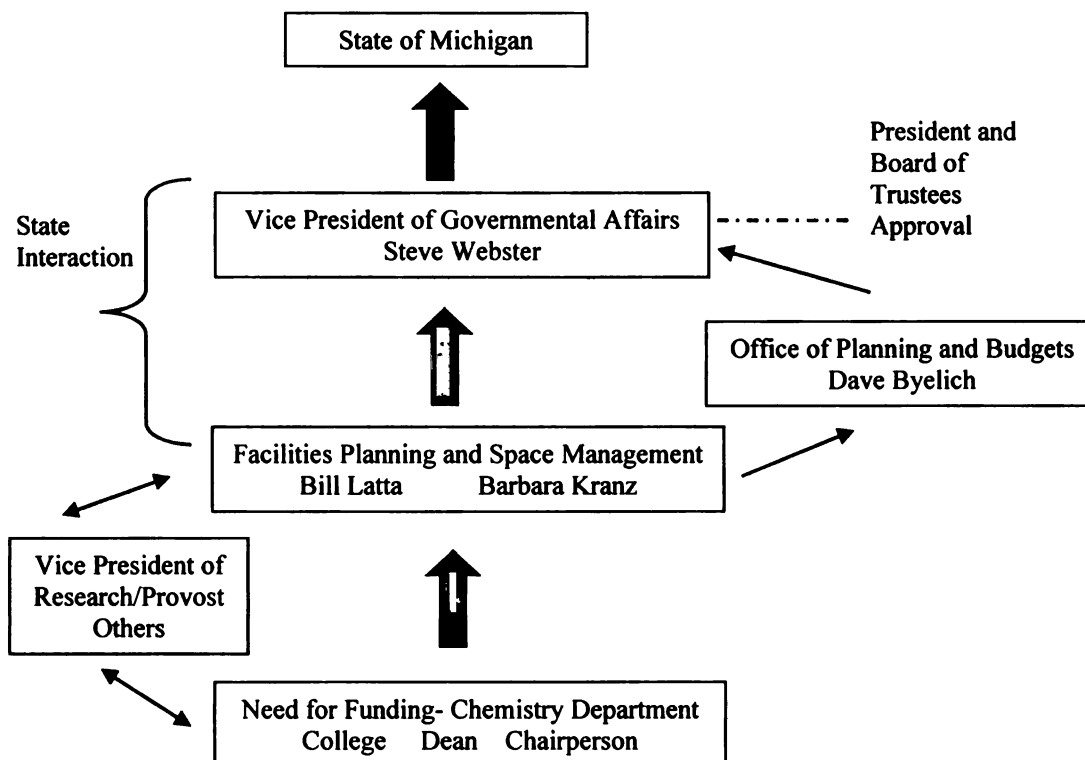 State of Michigan
President and
Board of
Trustees
Approval
Vice President of Governmental Affairs
Steve Webster
State
Interaction
Office of Planning and Budgets
Dave Byelich
Facilities Planning and Space Management
Bill Latta Barbara Kranz
Vice President of
Research/Provost
Others
Need for Funding- Chemistry Department
College Dean Chairperson